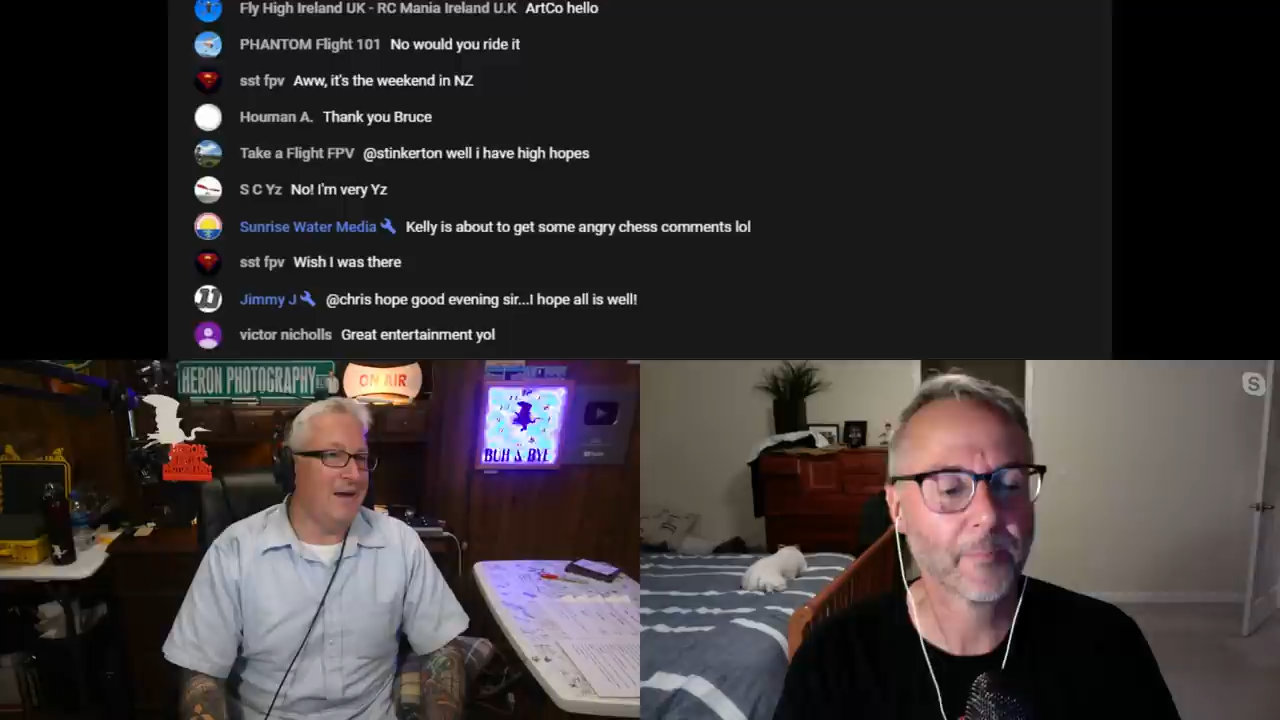 Fly High Ireland UK - RC Mania Ireland U.K ArtCo hello
PHANTOM Flight 101 No would you ride it
sst fpv Aww, it's the weekend in NZ
Houman A. Thank you Bruce
Take a Flight FPV @stinkerton well i have high hopes
S C Yz No! I'm very Yz
Sunrise Water Media Kelly is about to get some angry chess comments lol
sst fpv Wish I was there
Jimmy J @chris hope good evening sir...I hope all is well!
victor nicholls Great entertainment yol
HERON PHOTOGRAPHY
ON AIR
BUH & BYE
HERON
S